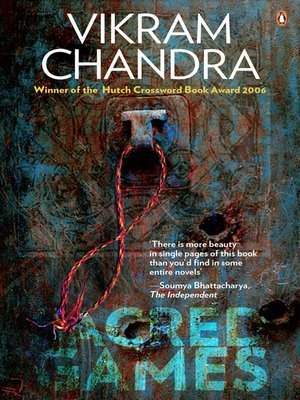 VIKRAM
CHANDRA
Winner of the Hutch Crossword Book Award 2006
'There is more beauty
in single pages of this book
than you'd find in some
entire novels'
—Soumya Bhattacharya,
The Independent
SACRED
GAMES